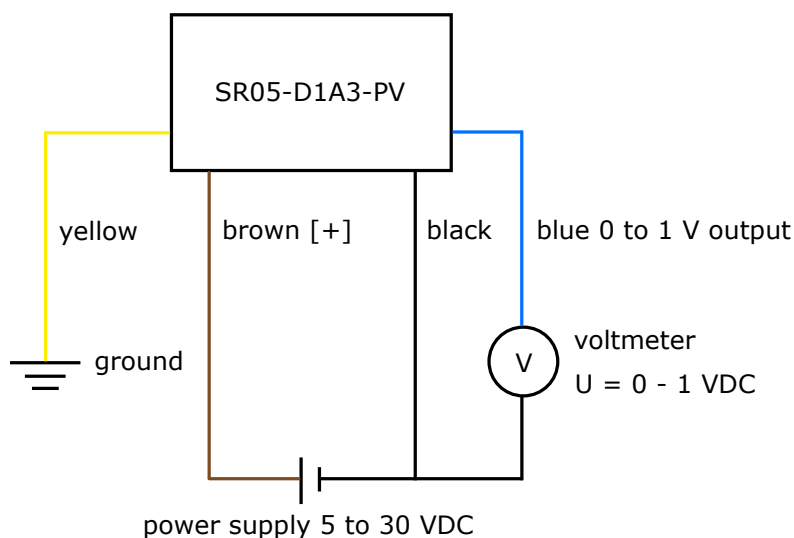 SR05-D1A3-PV
yellow
brown [+]
black
blue 0 to 1 V output
ground
voltmeter
V
U = 0 - 1 VDC
power supply 5 to 30 VDC